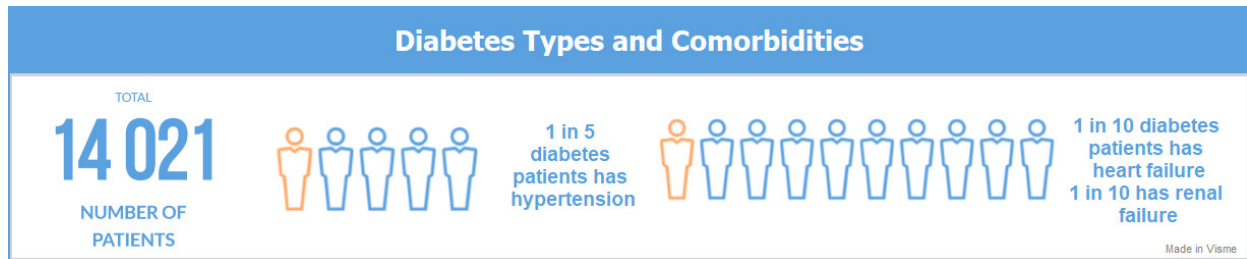 Diabetes Types and Comorbidities
TOTAL
14 021
NUMBER OF
PATIENTS
1 in 5
diabetes
patients has
hypertension
1 in 10 diabetes
patients has
heart failure
1 in 10 has renal
failure
Made in Visme